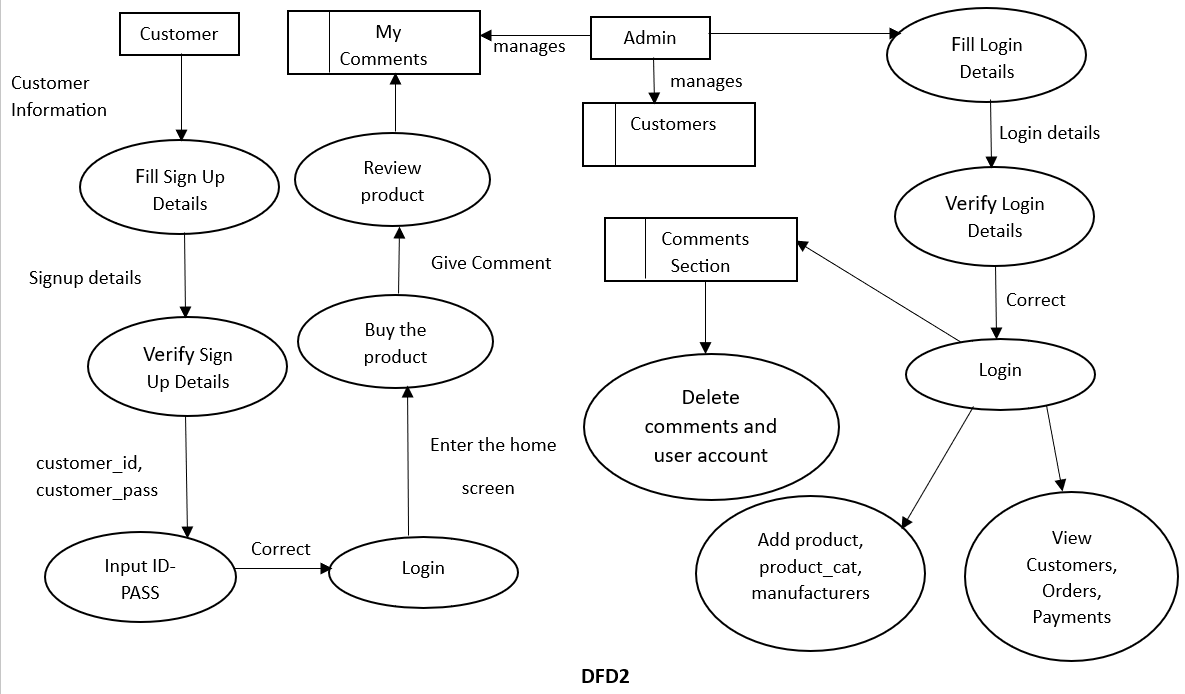 Customer
Customer
Information
Fill Sign Up
Details
Signup details
Verify Sign
Up Details
customer_id,
customer_pass
Input ID-
PASS
Correct
Login
Enter the home
screen
Buy the
product
Give Comment
Review
product
My
Comments
manages
Admin
manages
Customers
Fill Login
Details
Login details
Verify Login
Details
Correct
Login
Comments
Section
Delete
comments and
user account
Add product,
product_cat,
manufacturers
View
Customers,
Orders,
Payments
DFD2